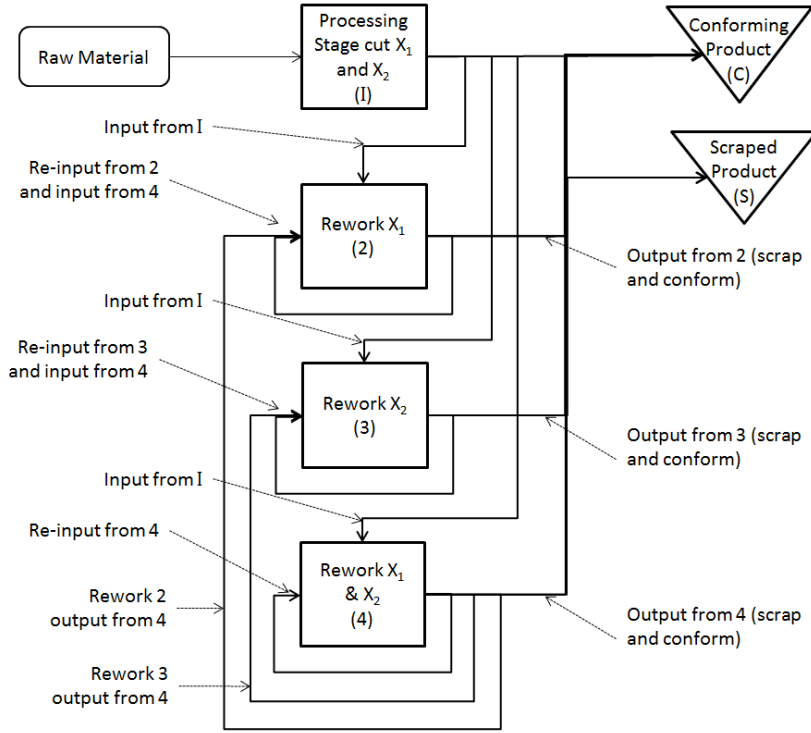 Raw Material
Processing
Stage cut X₁
and X₂
(I)
Conforming
Product
(C)
Scraped
Product
(S)
Input from I
Re-input from 2
and input from 4
Rework X₁
(2)
Output from 2 (scrap
and conform)
Input from I
Re-input from 3
and input from 4
Rework X₂
(3)
Output from 3 (scrap
and conform)
Input from I
Re-input from 4
Rework X₁
& X₂
(4)
Rework 2
output from 4
Output from 4 (scrap
and conform)
Rework 3
output from 4